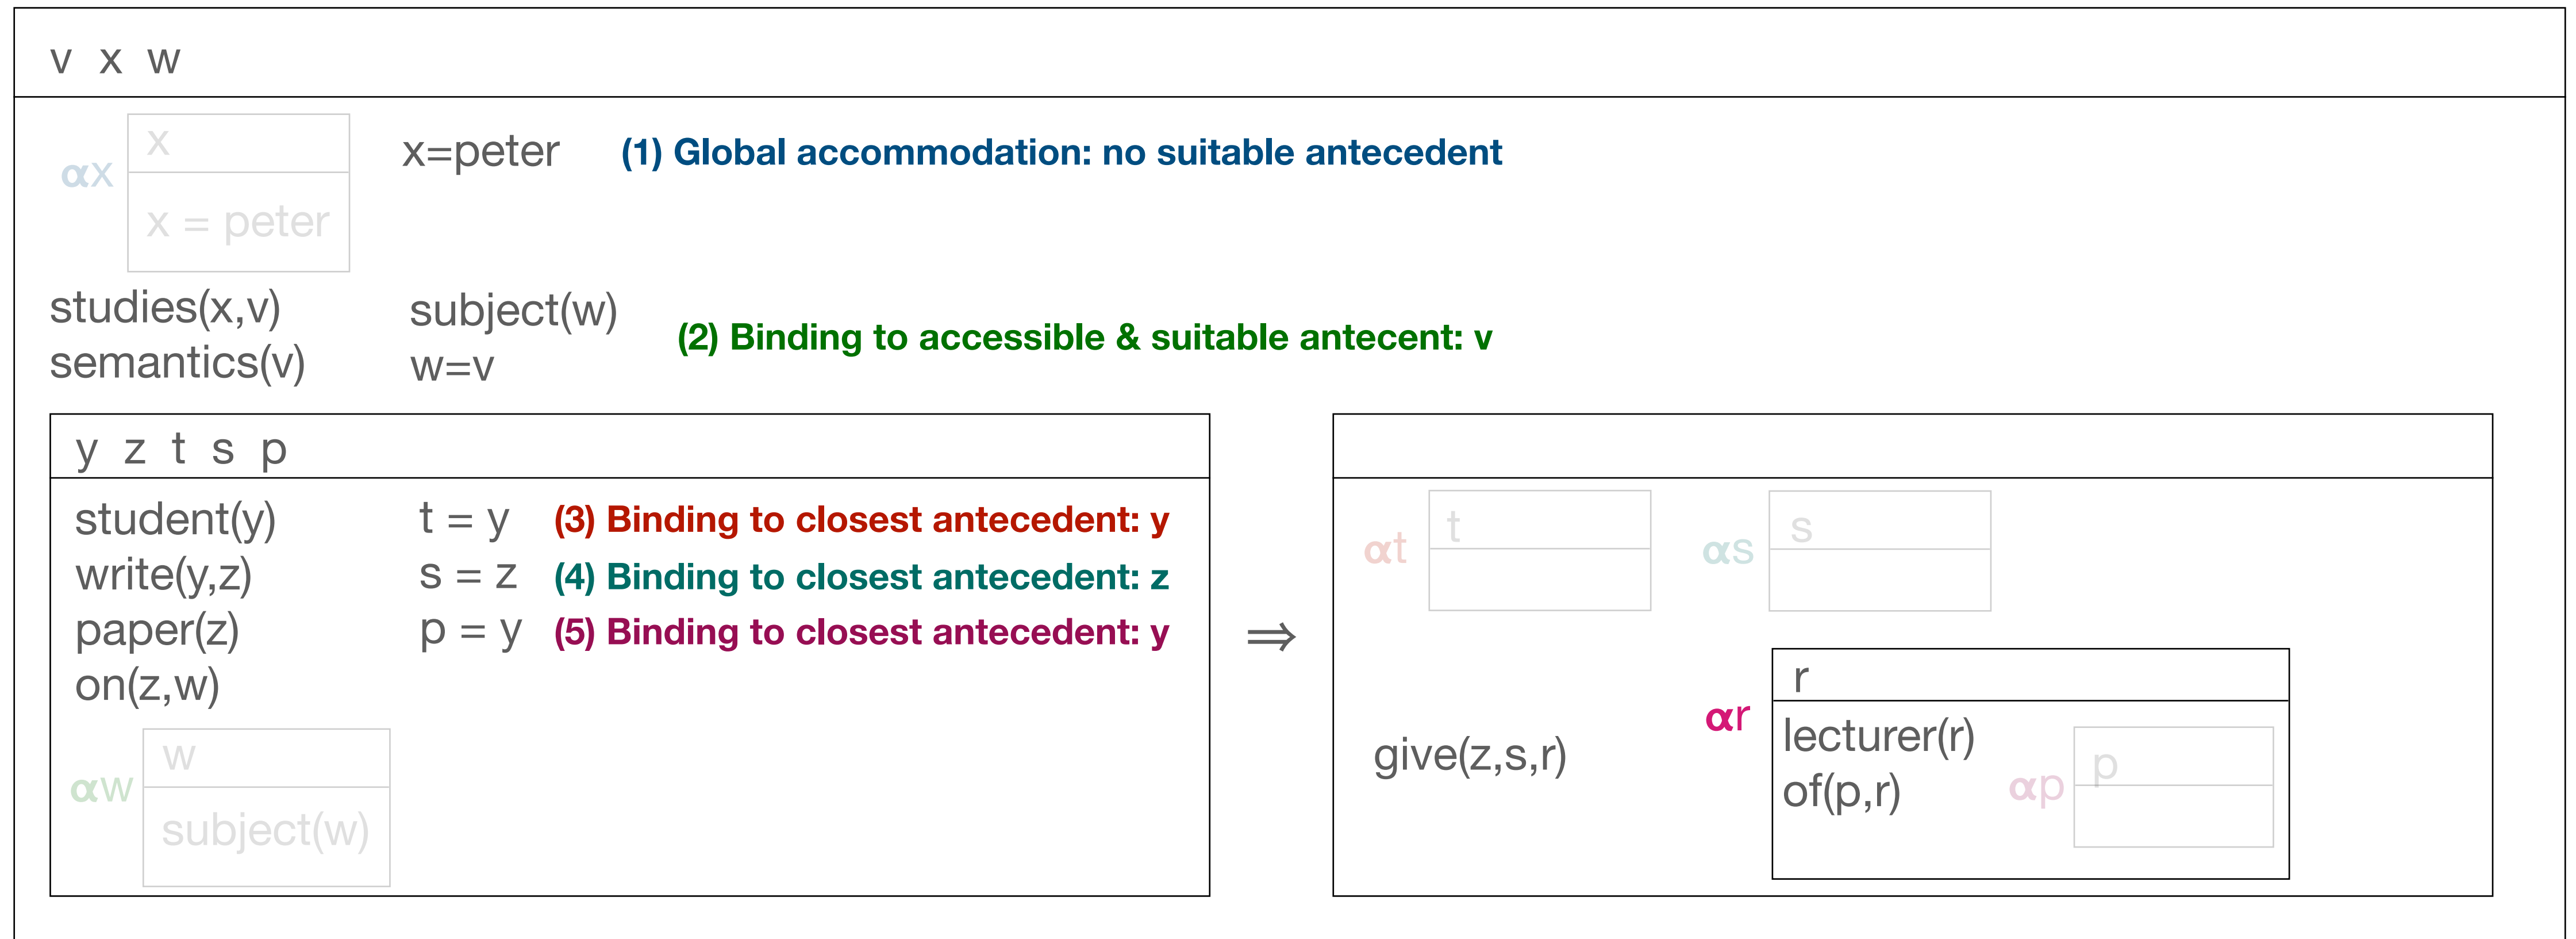 v x w
x
αx
x = peter
x=peter
(1) Global accommodation: no suitable antecedent
studies(x,v)
semantics(v)
subject(w)
w=v
(2) Binding to accessible & suitable antecent: v
y z t s p
student(y)
write(y,z)
paper(z)
on(z,w)
t = y (3) Binding to closest antecedent: y
s = z (4) Binding to closest antecedent: z
p = y (5) Binding to closest antecedent: y
αw
w
subject(w)
⇒
αt
t
αs
s
give(z,s,r)
αr
r
lecturer(r)
of(p,r)
αp
p